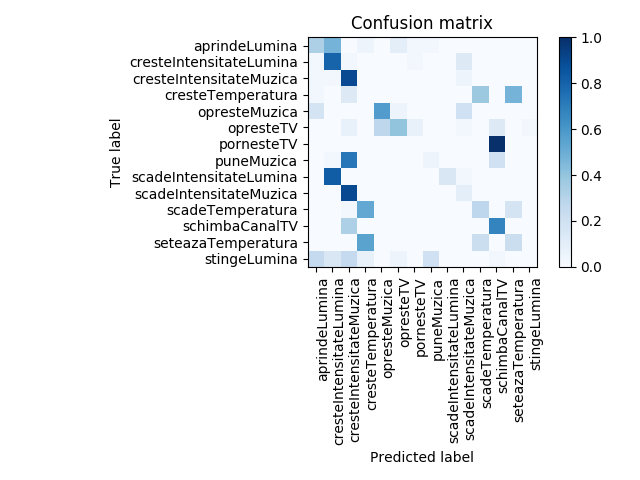 Confusion matrix
True label
aprindeLumina
cresteIntensitateLumina
cresteIntensitateMuzica
cresteTemperatura
opresteMuzica
opresteTV
pornesteTV
puneMuzica
scadeIntensitateLumina
scadeIntensitateMuzica
scadeTemperatura
schimbaCanalTV
seteazaTemperatura
stingeLumina
1.0
0.8
0.6
0.4
0.2
0.0
aprindeLumina
cresteIntensitateLumina
cresteIntensitateMuzica
cresteTemperatura
opresteMuzica
opresteTV
pornesteTV
puneMuzica
scadeIntensitateLumina
scadeIntensitateMuzica
scadeTemperatura
schimbaCanalTV
seteazaTemperatura
stingeLumina
Predicted label